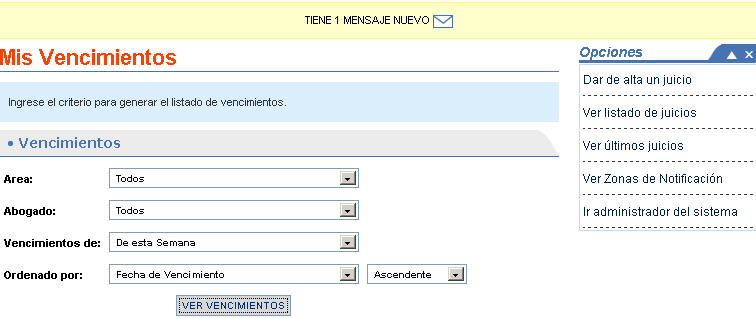 TIENE 1 MENSAJE NUEVO
Mis Vencimientos
Ingrese el criterio para generar el listado de vencimientos.
• Vencimientos
Area: Todos
Abogado: Todos
Vencimientos de: De esta Semana
Ordenado por: Fecha de Vencimiento Ascendente
VER VENCIMIENTOS
Opciones
Dar de alta un juicio
Ver listado de juicios
Ver últimos juicios
Ver Zonas de Notificación
Ir administrador del sistema